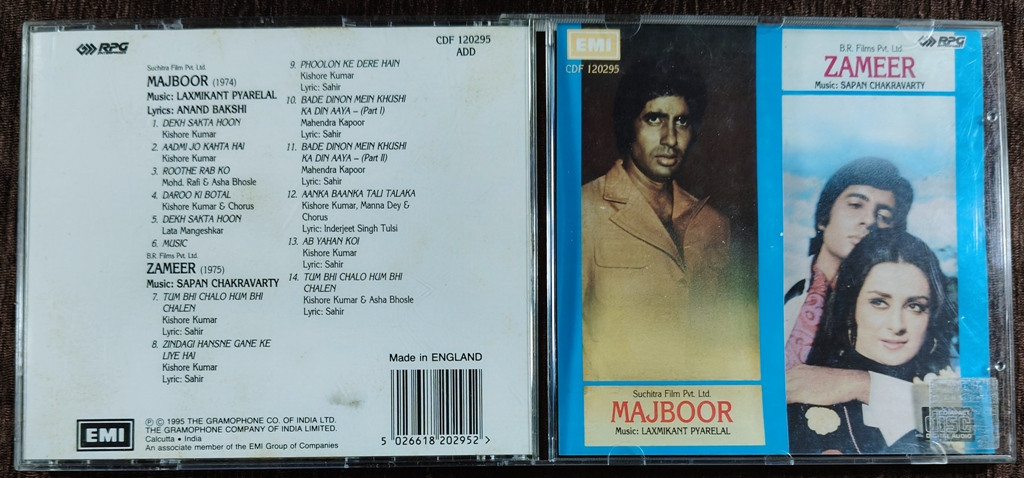 RPG
CDF 120295
ADD
Suchitra Film Pvt. Ltd.
MAJBOOR (1974)
Music: LAXMIKANT PYARELAL
Lyrics: ANAND BAKSHI
1. DEKH SAKTA HOON
Kishore Kumar
2. AADMI JO KAHTA HAI
Kishore Kumar
3. ROOTHE RAB KO
Mohd. Rafi & Asha Bhosle
4. DAROO KI BOTAL
Kishore Kumar & Chorus
5. DEKH SAKTA HOON
Lata Mangeshkar
6. MUSIC
B.R. Films Pvt. Ltd.
ZAMEER (1975)
Music: SAPAN CHAKRAVARTY
7. TUM BHI CHALO HUM BHI
CHALEN
Kishore Kumar
Lyric: Sahir
8. ZINDAGI HANSNE GANE KE
LIYE HAI
Kishore Kumar
Lyric: Sahir
9. PHOOLON KE DERE HAIN
Kishore Kumar
Lyric: Sahir
10. BADE DINON MEIN KHUSHI
KA DIN AAYA – (Part I)
Mahendra Kapoor
Lyric: Sahir
11. BADE DINON MEIN KHUSHI
KA DIN AAYA – (Part II)
Mahendra Kapoor
Lyric: Sahir
12. AANKA BAANKA TALI TALAKA
Kishore Kumar, Manna Dey &
Chorus
Lyric: Inderjeet Singh Tulsi
13. AB YAHAN KOI
Kishore Kumar
Lyric: Sahir
14. TUM BHI CHALO HUM BHI
CHALEN
Kishore Kumar & Asha Bhosle
Lyric: Sahir
Made in ENGLAND
5 026618 202952 >
EMI
℗ © 1995 THE GRAMOPHONE CO. OF INDIA LTD.
THE GRAMOPHONE COMPANY OF INDIA LIMITED.
Calcutta • India
An associate member of the EMI Group of Companies
EMI
CDF 120295
Suchitra Film Pvt. Ltd.
MAJBOOR
Music: LAXMIKANT PYARELAL
RPG
B.R. Films Pvt. Ltd.
ZAMEER
Music: SAPAN CHAKRAVARTY
COMPACT
disc
DIGITAL AUDIO